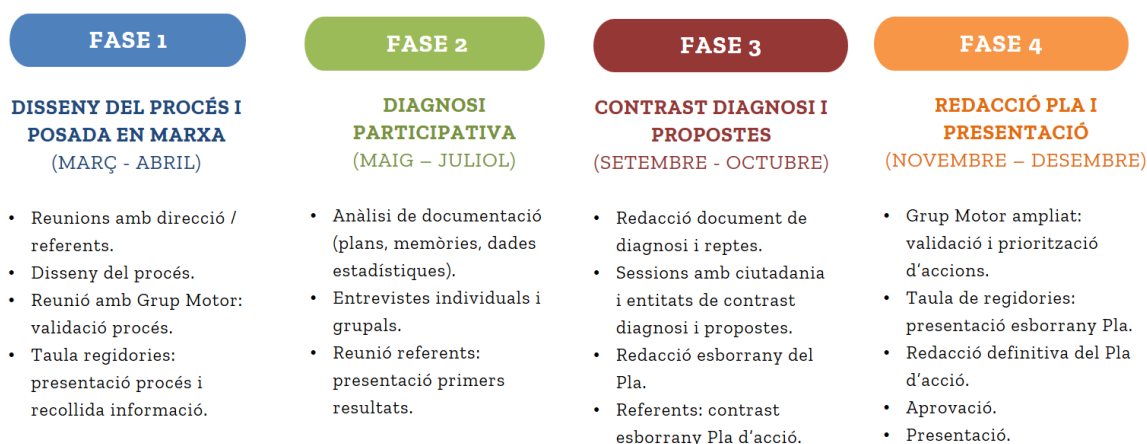 FASE 1
DISSENY DEL PROCÉS I
POSADA EN MARXA
(MARÇ - ABRIL)
• Reunions amb direcció /
referents.
• Disseny del procés.
• Reunió amb Grup Motor:
validació procés.
• Taula regidories:
presentació procés i
recollida informació.
FASE 2
DIAGNOSI
PARTICIPATIVA
(MAIG – JULIOL)
• Anàlisi de documentació
(plans, memòries, dades
estadístiques).
• Entrevistes individuals i
grupals.
• Reunió referents:
presentació primers
resultats.
FASE 3
CONTRAST DIAGNOSI I
PROPOSTES
(SETEMBRE - OCTUBRE)
• Redacció document de
diagnosi i reptes.
• Sessions amb ciutadania
i entitats de contrast
diagnosi i propostes.
• Redacció esborrany del
Pla.
• Referents: contrast
esborrany Pla d’acció.
FASE 4
REDACCIÓ PLA I
PRESENTACIÓ
(NOVEMBRE – DESEMBRE)
• Grup Motor ampliat:
validació i priorització
d’accions.
• Taula de regidories:
presentació esborrany Pla.
• Redacció definitiva del Pla
d’acció.
• Aprovació.
• Presentació.